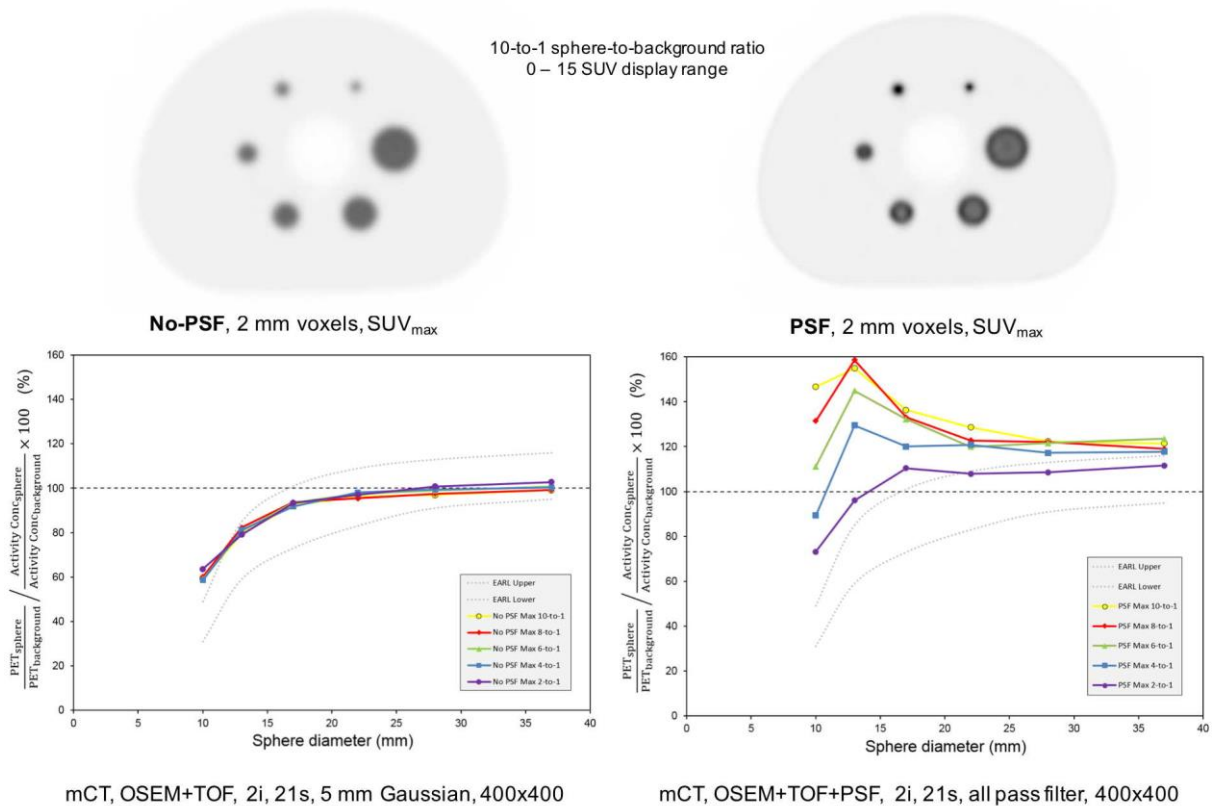 10-to-1 sphere-to-background ratio
0 – 15 SUV display range
No-PSF, 2 mm voxels, SUVmax
160
140
120
100
80
60
40
20
0
0 5 10 15 20 25 30 35 40
PETsphere / PETbackground / Activity Concsphere / Activity Concbackground × 100 (%)
Sphere diameter (mm)
EARL Upper
EARL Lower
No PSF Max 10-to-1
No PSF Max 8-to-1
No PSF Max 6-to-1
No PSF Max 4-to-1
No PSF Max 2-to-1
mCT, OSEM+TOF, 2i, 21s, 5 mm Gaussian, 400x400
PSF, 2 mm voxels, SUVmax
160
140
120
100
80
60
40
20
0
0 5 10 15 20 25 30 35 40
PETsphere / PETbackground / Activity Concsphere / Activity Concbackground × 100 (%)
Sphere diameter (mm)
EARL Upper
EARL Lower
PSF Max 10-to-1
PSF Max 8-to-1
PSF Max 6-to-1
PSF Max 4-to-1
PSF Max 2-to-1
mCT, OSEM+TOF+PSF, 2i, 21s, all pass filter, 400x400